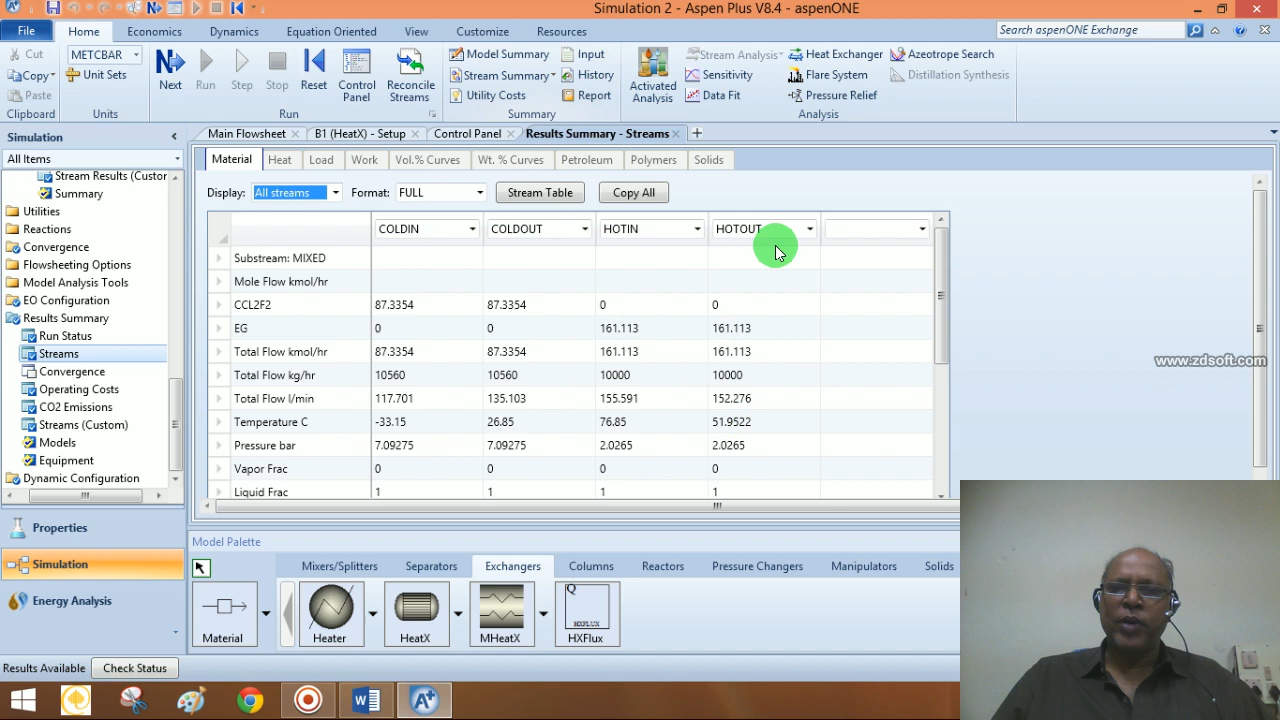 Simulation 2 - Aspen Plus V8.4 - aspenONE
File Home Economics Dynamics Equation Oriented View Customize Resources Search aspenONE Exchange
Cut METCBAR Model Summary Input Stream Analysis Heat Exchanger Azeotrope Search
Copy Unit Sets Next Run Step Stop Reset Control Panel Reconcile Streams Stream Summary History Activated Analysis Sensitivity Flare System Distillation Synthesis
Paste Utility Costs Report Data Fit Pressure Relief
Clipboard Units Run Summary Analysis
Simulation Main Flowsheet B1 (HeatX) - Setup Control Panel Results Summary - Streams
All Items
Material Heat Load Work Vol.% Curves Wt. % Curves Petroleum Polymers Solids
Display: All streams Format: FULL Stream Table Copy All
Stream Results (Custor
Summary
Utilities
Reactions
Convergence
Flowsheeting Options
Model Analysis Tools
EO Configuration
Results Summary
Run Status
Streams
Convergence
Operating Costs
CO2 Emissions
Streams (Custom)
Models
Equipment
Dynamic Configuration
COLDIN COLDOUT HOTIN HOTOUT
Substream: MIXED
Mole Flow kmol/hr
CCL2F2 87.3354 87.3354 0 0
EG 0 0 161.113 161.113
Total Flow kmol/hr 87.3354 87.3354 161.113 161.113
Total Flow kg/hr 10560 10560 10000 10000
Total Flow l/min 117.701 135.103 155.591 152.276
Temperature C -33.15 26.85 76.85 51.9522
Pressure bar 7.09275 7.09275 2.0265 2.0265
Vapor Frac 0 0 0 0
Liquid Frac 1 1 1 1
www.zdsoft.com
Properties
Simulation
Energy Analysis
Model Palette
Mixers/Splitters Separators Exchangers Columns Reactors Pressure Changers Manipulators Solids
Q
HXFLUX
Material Heater HeatX MHeatX HXFlux
Results Available Check Status